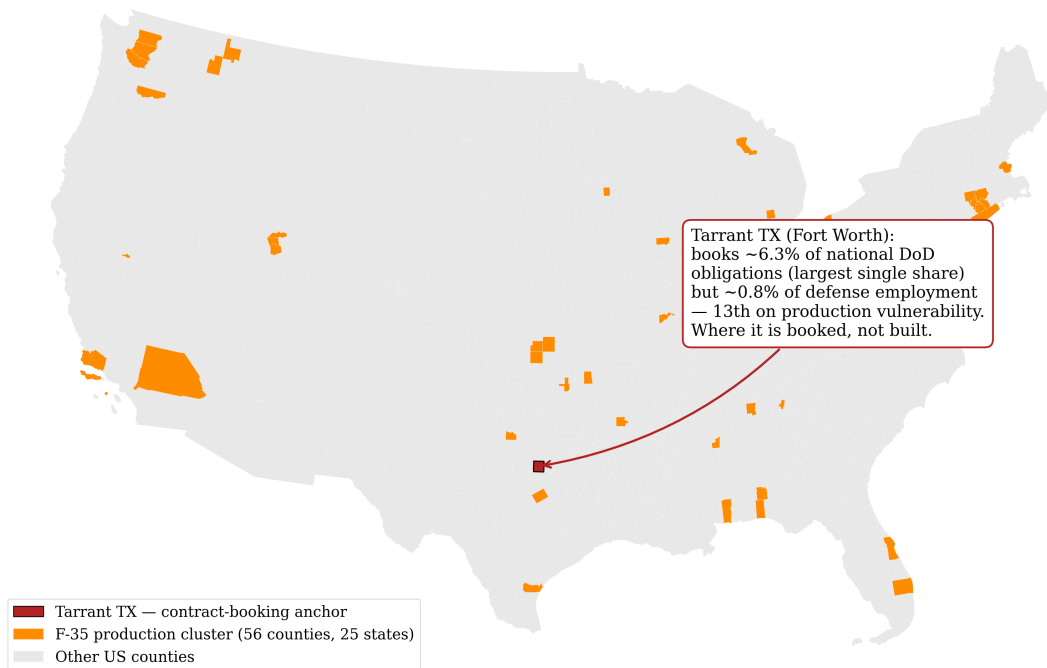 Tarrant TX (Fort Worth):
books ~6.3% of national DoD
obligations (largest single share)
but ~0.8% of defense employment
— 13th on production vulnerability.
Where it is booked, not built.
Tarrant TX — contract-booking anchor
F-35 production cluster (56 counties, 25 states)
Other US counties